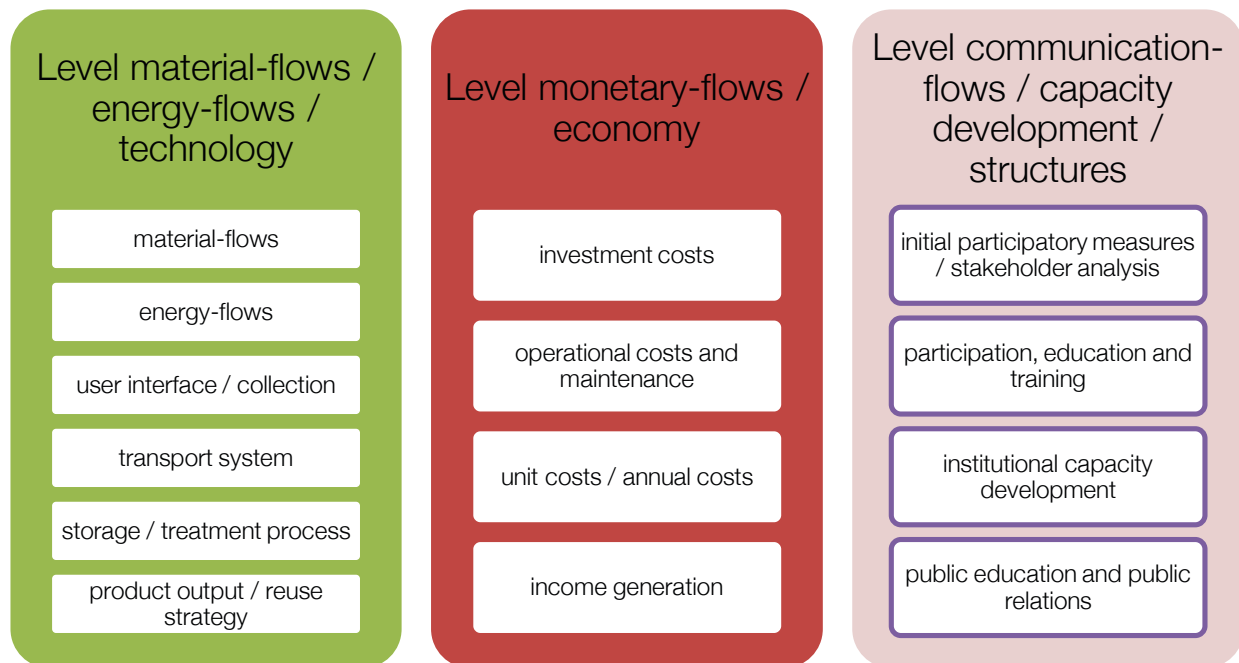 Level material-flows /
energy-flows /
technology
material-flows
energy-flows
user interface / collection
transport system
storage / treatment process
product output / reuse
strategy
Level monetary-flows /
economy
investment costs
operational costs and
maintenance
unit costs / annual costs
income generation
Level communication-
flows / capacity
development /
structures
initial participatory measures
/ stakeholder analysis
participation, education and
training
institutional capacity
development
public education and public
relations